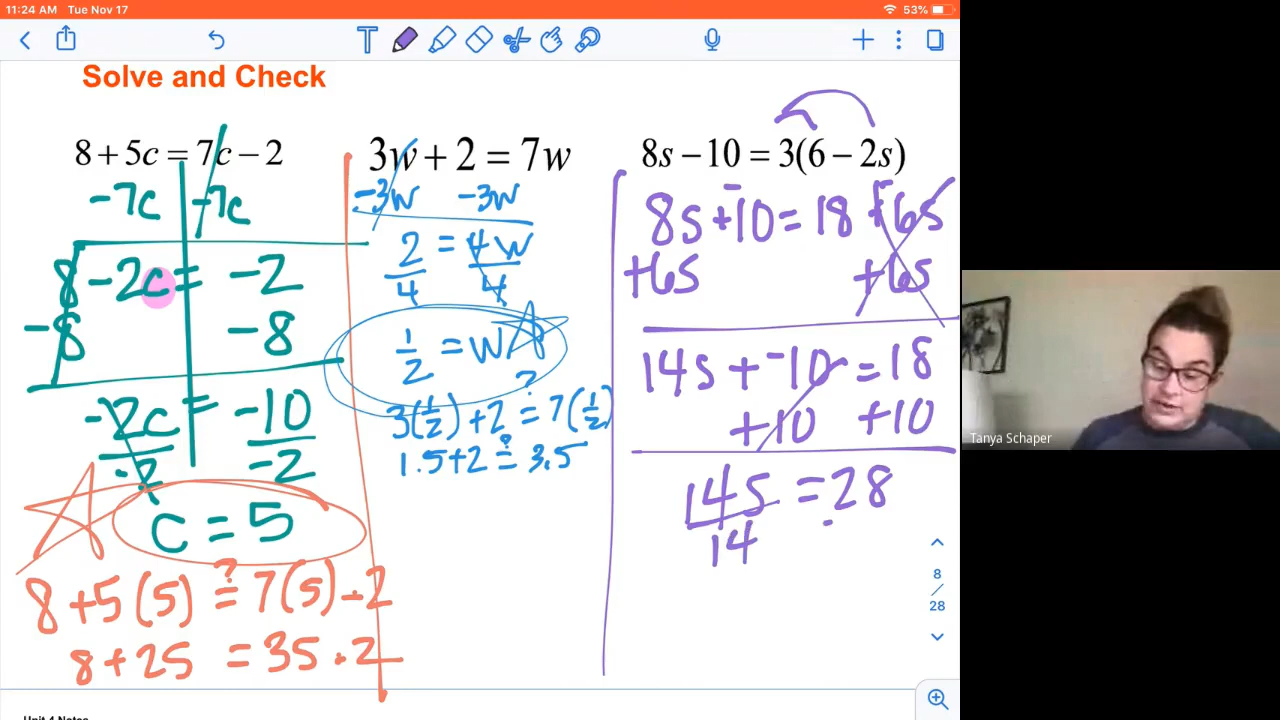 11:24 AM Tue Nov 17
53%
T
Solve and Check
8 + 5c = 7c − 2
-7c -7c
8 -2c = -2
-8 -8
-2c = -10
-2 -2
c = 5
8 +5 (5) ?= 7(5) - 2
8 + 25 = 35 - 2
3w + 2 = 7w
-3w -3w
2/4 = 4w/4
1/2 = w
3(1/2) +2 ?= 7(1/2)
1.5+2 ?= 3.5
8s − 10 = 3(6 − 2s)
8s + -10 = 18 + -6s
+6s +6s
14s + -10 = 18
+10 +10
14s = 28
14
8
/
28
Unit 4 Notes
Tanya Schaper